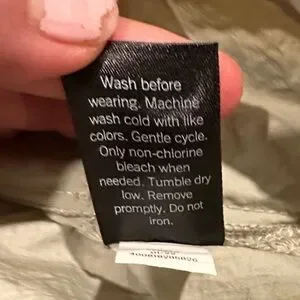 Wash before
wearing. Machine
wash cold with like
colors. Gentle cycle.
Only non-chlorine
bleach when
needed. Tumble dry
low. Remove
promptly. Do not
iron.